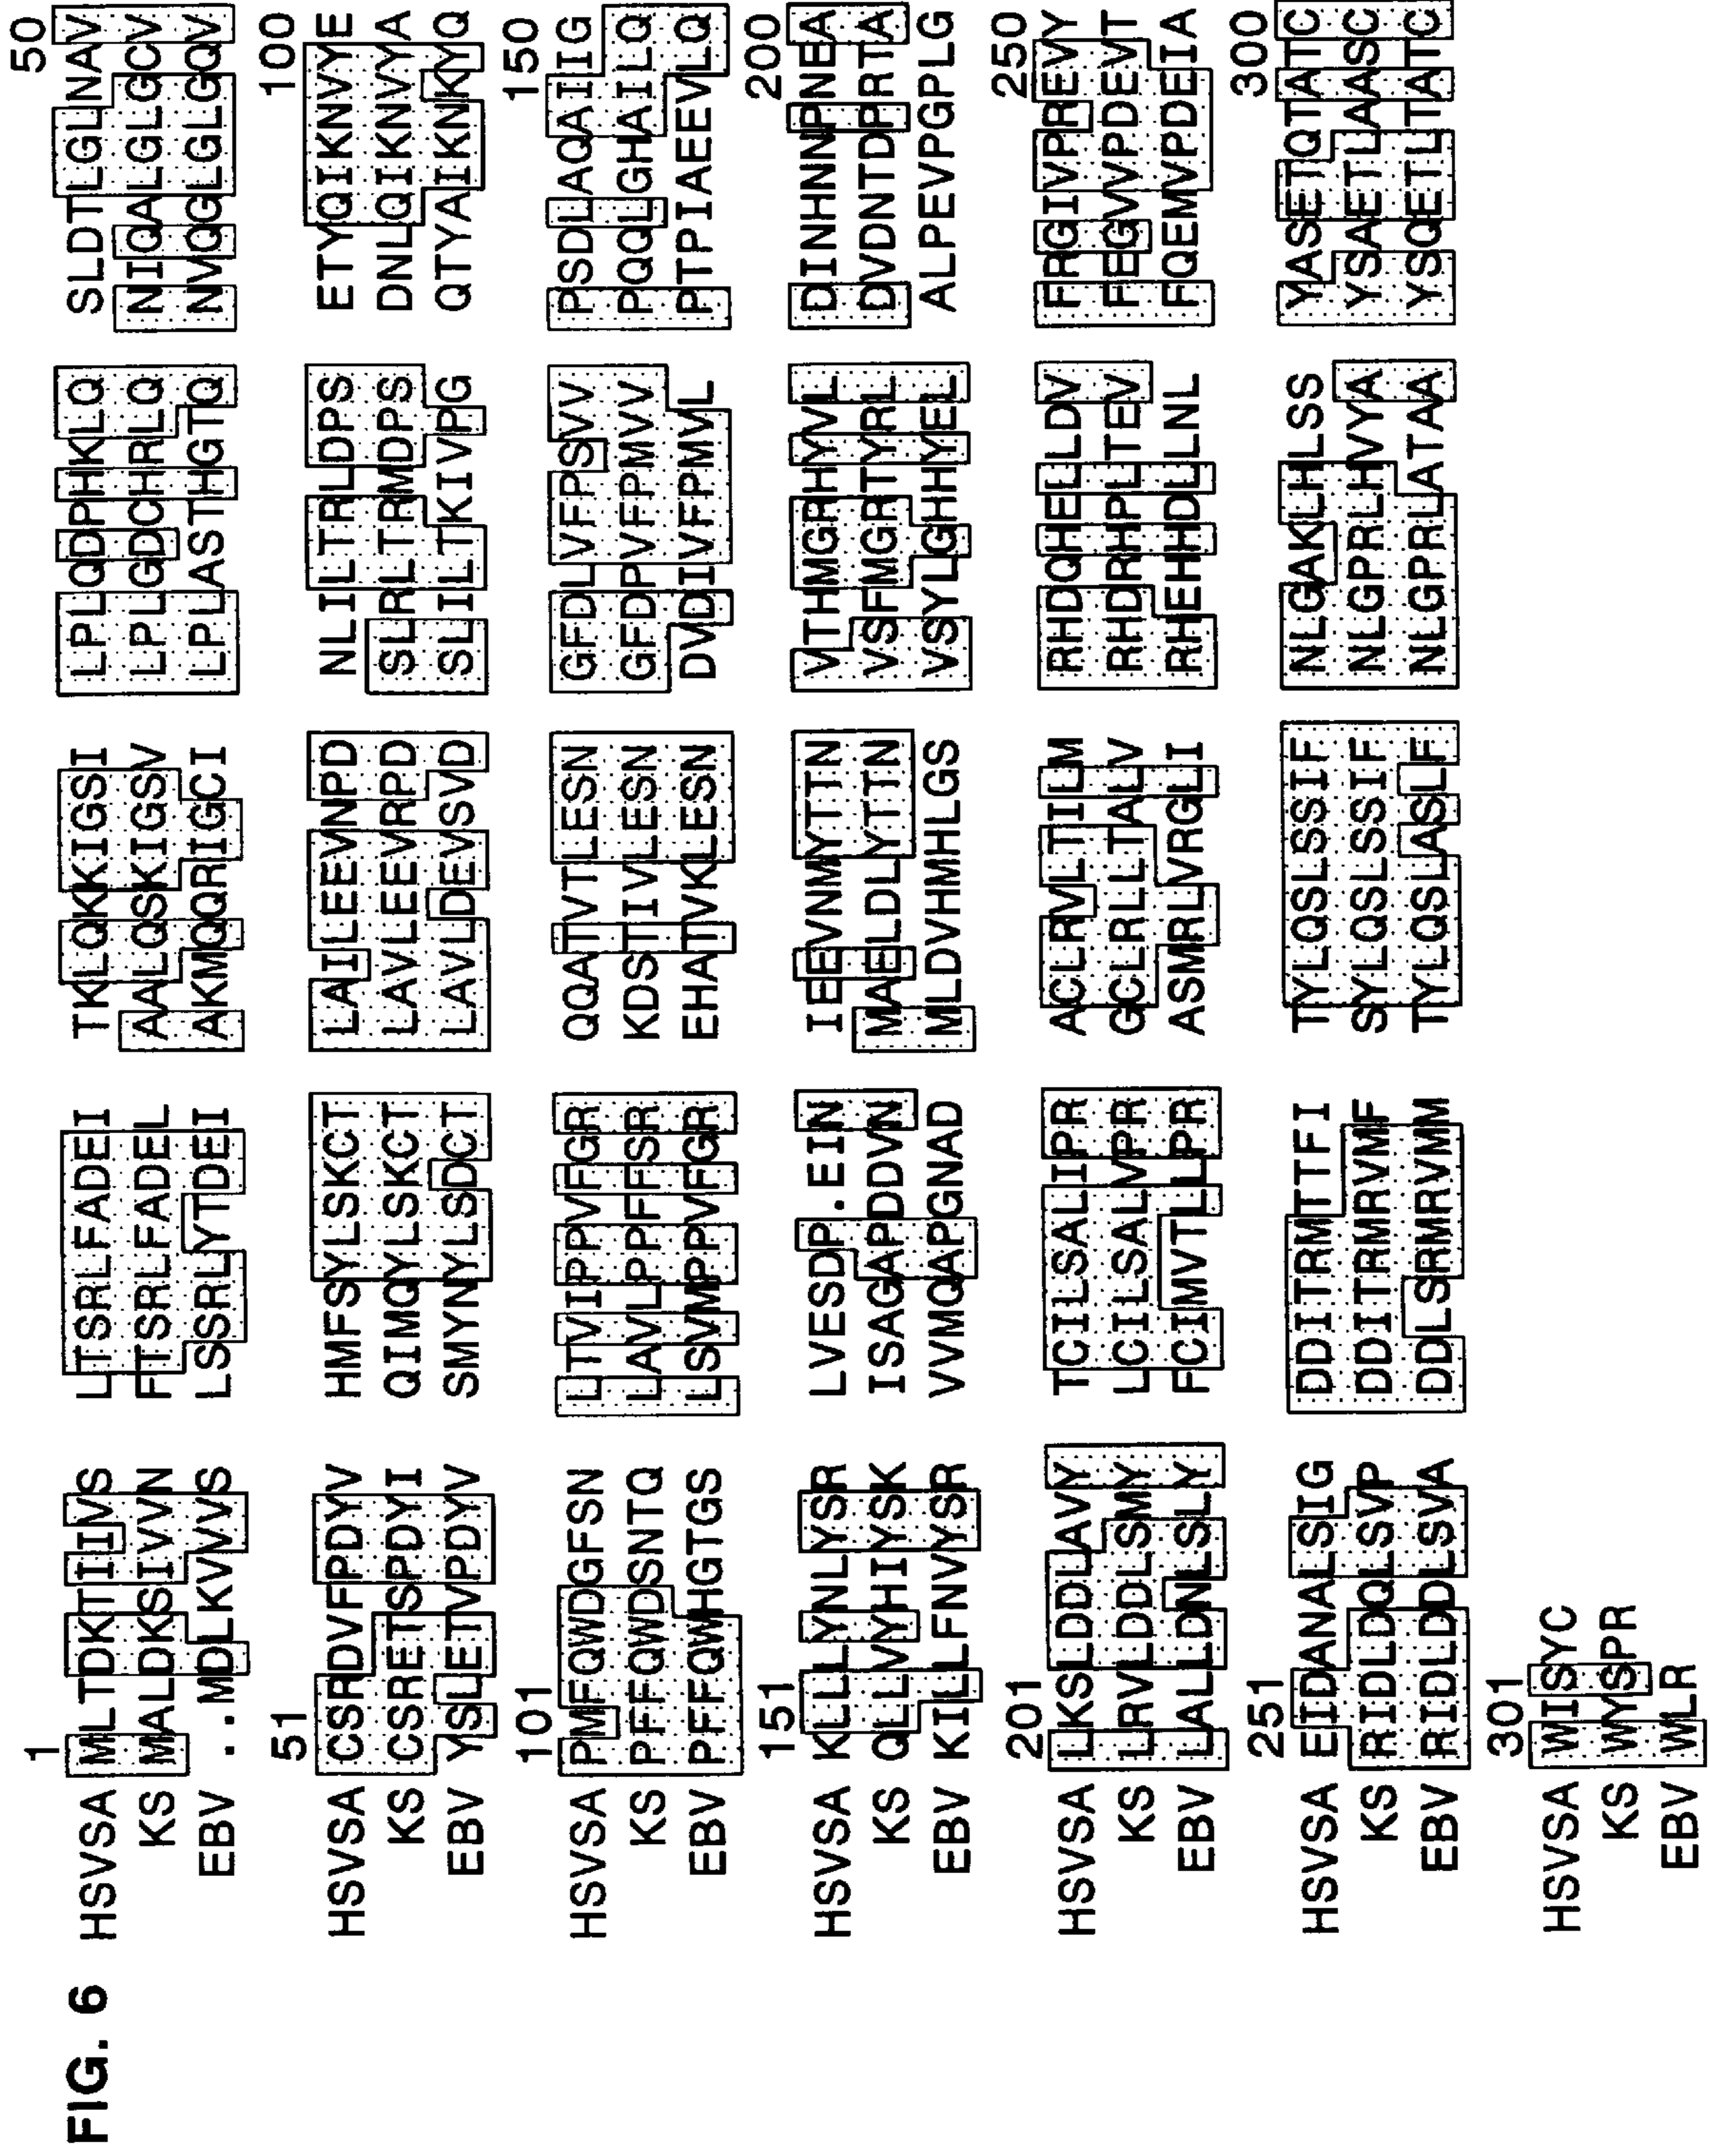 FIG. 6
1 50
HSVSA MLTDKTIIVS LTSRLFADEI TKLQKKIGSI LPLQDPHKLQ SLDTLGLNAV
KS MALDKSIVVN FTSRLFADEL AALQSKIGSV LPLGDCHRLQ NIQALGLGCV
EBV ..MDLKVVVS LSSRLYTDEI AKMQQRIGCI LPLASTHGTQ NVQGLGLGQV
51 100
HSVSA CSRDVFPDYV HMFSYLSKCT LAILEEVNPD NLILTRLDPS ETYQIKNVYE
KS CSRETSPDYI QIMQYLSKCT LAVLEEVRPD SLRLTRMDPS DNLQIKNVYA
EBV YSLETVPDYV SMYNYLSDCT LAVLDEVSVD SLILTKIVPG QTYAIKNKYQ
101 150
HSVSA PMFQWDGFSN LTVIPPVFGR QQATVTLESN GFDLVFPSVV PSDLAQAIIG
KS PFFQWDSNTQ LAVLPPFFSR KDSTIVLESN GFDPVFPMVV PQQLGHAILQ
EBV PFFQWHGTGS LSVMPPVFGR EHATVKLESN DVDIVFPMVL PTPIAEEVLQ
151 200
HSVSA KLLLYNLYSR LVESDP.EIN IEEVNMYTTN VTHMGRHYVL DINHNNPNEA
KS QLLVYHIYSK ISAGAPDDVN MAELDLYTTN VSFMGRTYRL DVDNTDPRTA
EBV KILLFNVYSR VVMQAPGNAD MLDVHMHLGS VSYLGHHYEL ALPEVPGPLG
201 250
HSVSA LKSLDDLAVY TCILSALIPR ACLRVLTILM RHDQHELLDV FRGIVPREVY
KS LRVLDDLSMY LCILSALVPR GCLRLLTALV RHDRHPLTEV FEGVVPDEVT
EBV LALLDNLSLY FCIMVTLLPR ASMRLVRGLI RHEHHDLLNL FQEMVPDEIA
251 300
HSVSA EIDANALSIG DDITRMTTFI TYLQSLSSIF NLGAKLHLSS YASETQTATC
KS RIDLDQLSVP DDITRMRVMF SYLQSLSSIF NLGPRLHVYA YSAETLAASC
EBV RIDLDDLSVA DDLSRMRVMM TYLQSLASLF NLGPRLATAA YSQETLTATC
301
HSVSA WISYC
KS WYSPR
EBV WLR